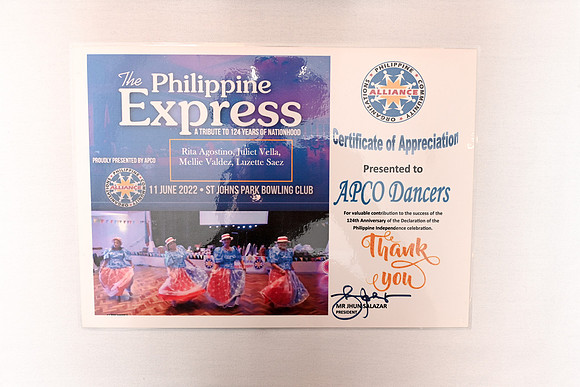 The Philippine
Express
A TRIBUTE TO 124 YEARS OF NATIONHOOD
Rita Agostino, Juliet Vella,
Mellie Valdez, Luzette Saez
PROUDLY PRESENTED BY APCO
11 JUNE 2022 • ST JOHNS PARK BOWLING CLUB
PHILIPPINE
COMMUNITY
ORGANISATIONS
ALLIANCE
Certificate of Appreciation
Presented to
APCO Dancers
For valuable contribution to the success of the
124th Anniversary of the Declaration of the
Philippine Independence celebration.
Thank
you
MR JHUN SALAZAR
PRESIDENT